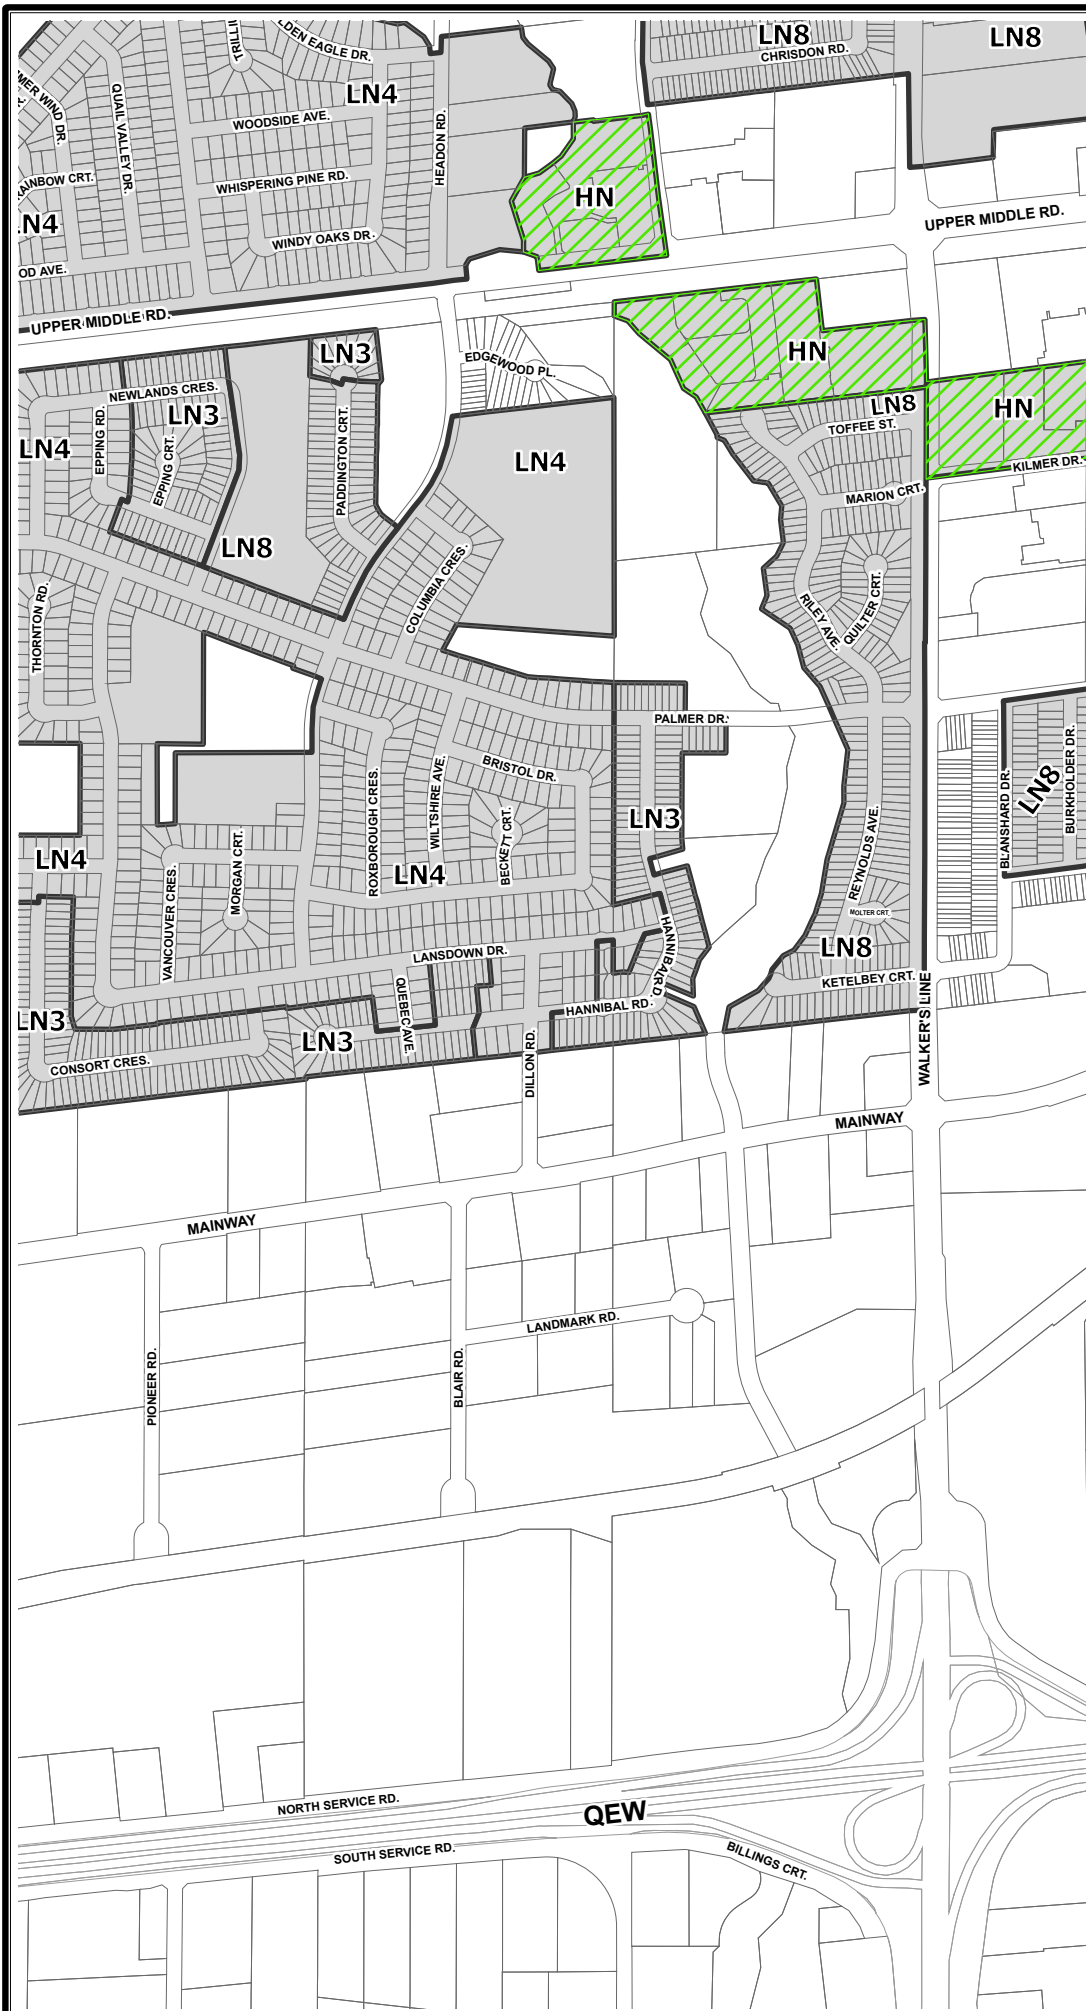 LDEN EAGLE DR.
LN8
LN8
CHRISDON RD.
LN4
QUAIL VALLEY DR.
WOODSIDE AVE.
HEADON RD.
WHISPERING PINE RD.
HN
UPPER MIDDLE RD.
WINDY OAKS DR.
OD AVE.
UPPER MIDDLE RD.
LN3
EDGEWOOD PL.
HN
NEWLANDS CRES.
LN3
LN8
HN
TOFFEE ST.
LN4
EPPING RD.
EPPING CRT.
PADDINGTON CRT.
LN4
KILMER DR.
MARION CRT.
LN8
COLUMBIA CRES.
THORNTON RD.
RILEY AVE.
QUILTER CRT.
PALMER DR.
BRISTOL DR.
ROXBOROUGH CRES.
WILTSHIRE AVE.
BECKETT CRT.
LN3
BLANSHARD DR.
LN8
BURKHOLDER DR.
LN4
VANCOUVER CRES.
MORGAN CRT.
LN4
REYNOLDS AVE.
MOLTER CRT.
LANSDOWN DR.
HANNIBAL RD.
LN8
KETELBEY CRT.
QUEBEC AVE.
HANNIBAL RD.
WALKER'S LINE
LN3
LN3
CONSORT CRES.
DILLON RD.
MAINWAY
MAINWAY
LANDMARK RD.
PIONEER RD.
BLAIR RD.
NORTH SERVICE RD.
QEW
SOUTH SERVICE RD.
BILLINGS CRT.